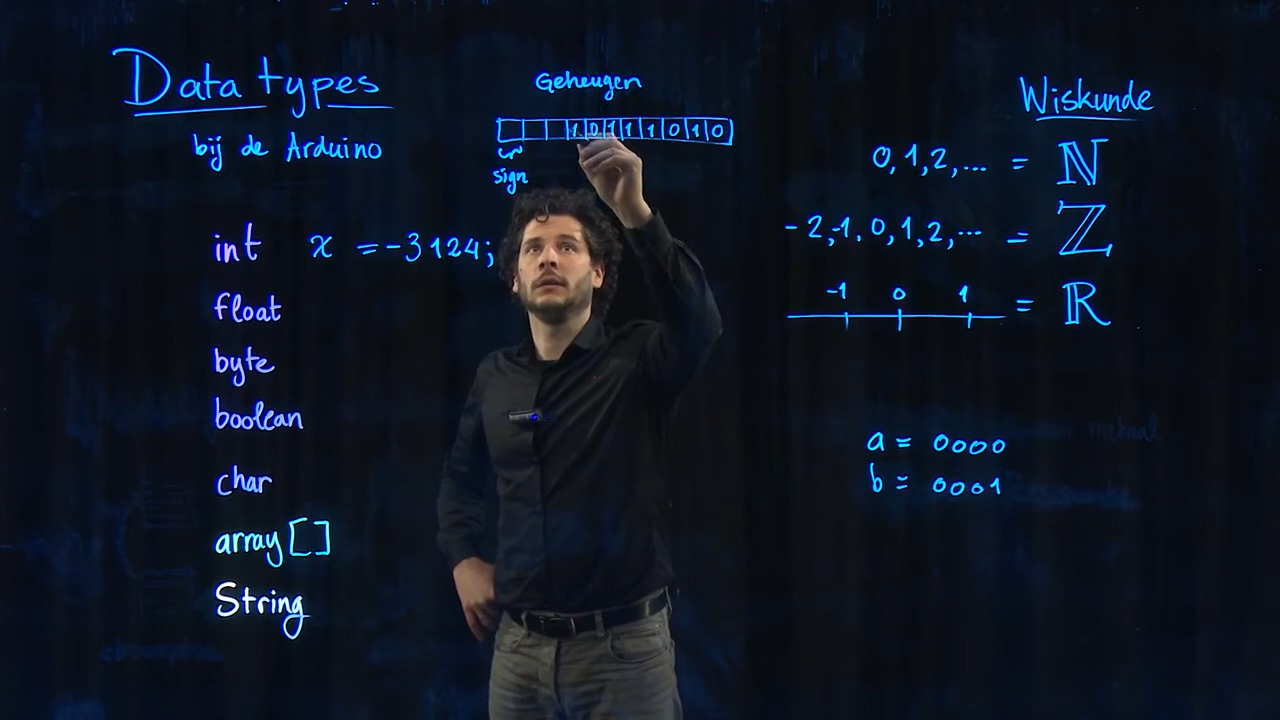 Data types
bij de Arduino
int x = -3124;
float
byte
boolean
char
array[]
String
Geheugen
1 0 1 1 1 0 1 0
sign
Wiskunde
0, 1, 2, ... = ℕ
-2, -1, 0, 1, 2, ... = ℤ
-1 0 1 = ℝ
a = 0000
b = 0001